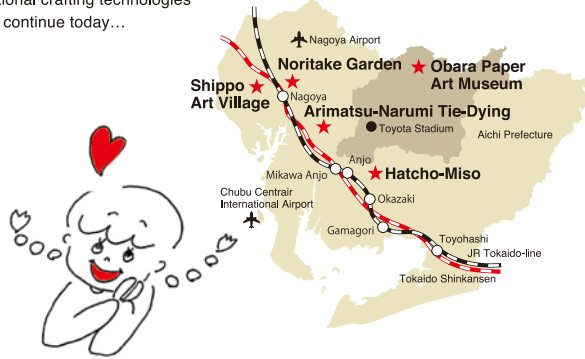 continue today…
Nagoya Airport
Noritake Garden
Obara Paper
Art Museum
Shippo
Art Village
Nagoya
Arimatsu-Narumi Tie-Dying
Toyota Stadium
Aichi Prefecture
Anjo
Mikawa Anjo
Hatcho-Miso
Chubu Centrair
International Airport
Okazaki
Gamagori
Toyohashi
JR Tokaido-line
Tokaido Shinkansen